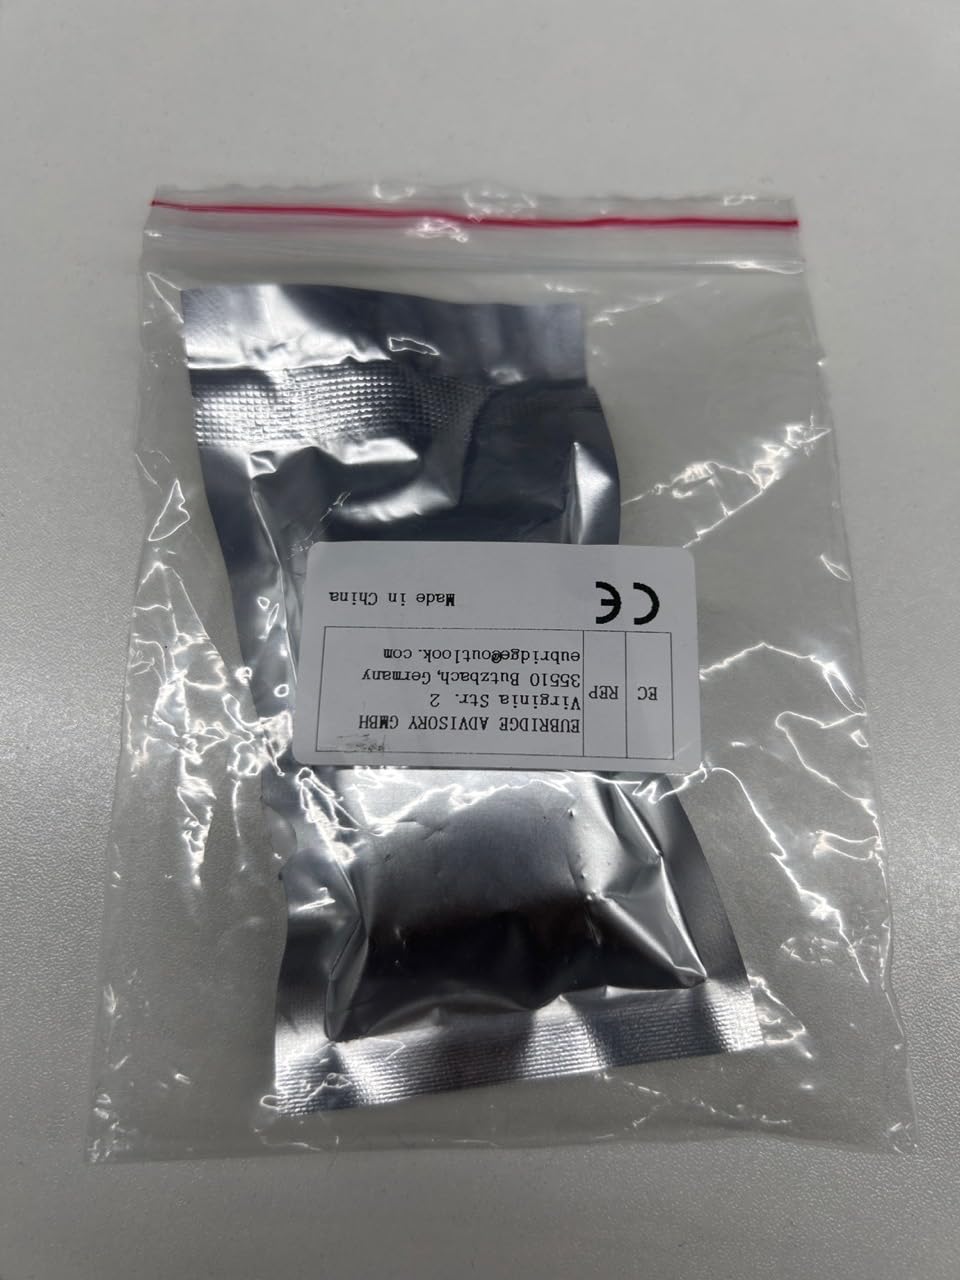 EC REP
EUBRIDGE ADVISORY GMBH
Virginia Str. 2
35510 Butzbach, Germany
eubridge@outlook.com
CE
Made in China